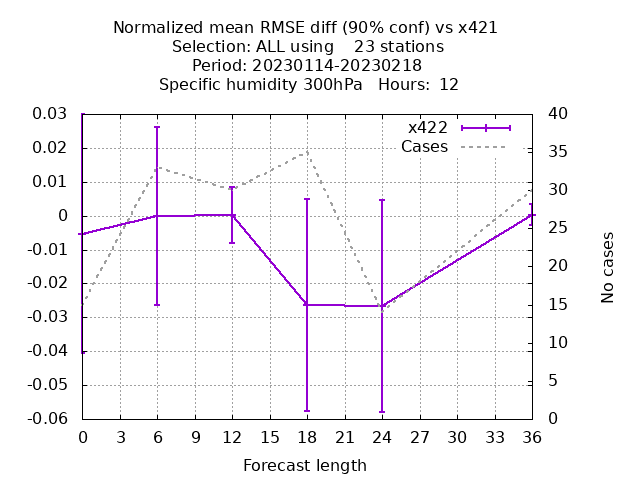 Normalized mean RMSE diff (90% conf) vs x421
Selection: ALL using    23 stations
Period: 20230114-20230218
Specific humidity 300hPa   Hours:  12
x422
Cases
0.03
0.02
0.01
0
-0.01
-0.02
-0.03
-0.04
-0.05
-0.06
40
35
30
25
20
15
10
5
0
No cases
0 3 6 9 12 15 18 21 24 27 30 33 36
Forecast length